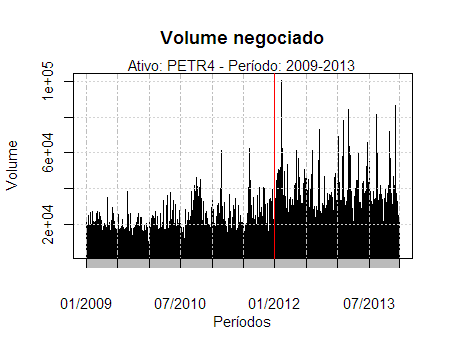 Volume negociado
Ativo: PETR4 - Período: 2009-2013
1e+05
6e+04
2e+04
Volume
01/2009 07/2010 01/2012 07/2013
Períodos